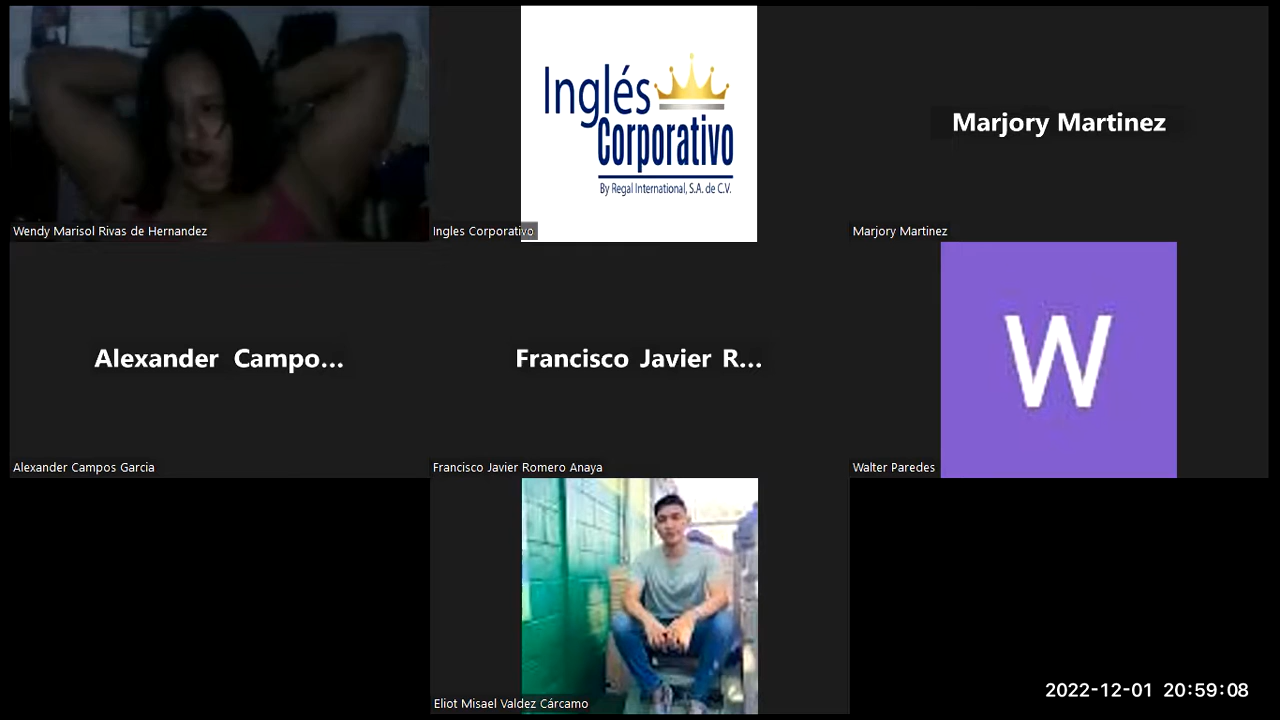 Wendy Marisol Rivas de Hernandez
Inglés
Corporativo
By Regal International, S.A. de C.V.
Ingles Corporativo
Marjory Martinez
Marjory Martinez
Alexander Campo...
Alexander Campos Garcia
Francisco Javier R...
Francisco Javier Romero Anaya
W
Walter Paredes
Eliot Misael Valdez Cárcamo
2022-12-01 20:59:08